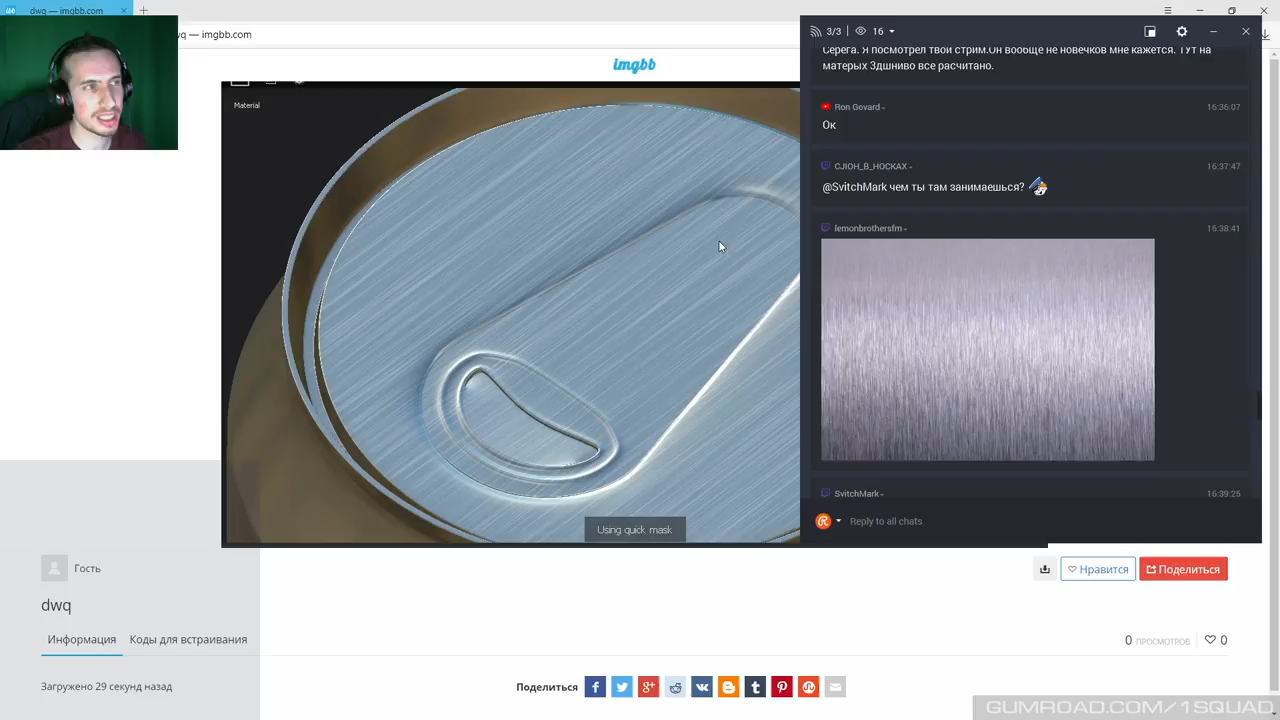 dwq — imgbb.com
dwq — imgbb.com
imgbb
Material
Using quick mask
3/3
16
Серега. Я посмотрел твой стрим.Он вообще не новечков мне кажется. ТУт на
матерых 3дшниво все расчитано.
Ron Govard
16:36:07
Ок
СЛОН_В_НОСКАХ
16:37:47
@SvitchMark чем ты там занимаешься?
lemonbrothersfm
16:38:41
SvitchMark
16:39:25
Reply to all chats
Гость
Нравится
Поделиться
dwq
Информация
Коды для встраивания
0 ПРОСМОТРОВ
0
Загружено 29 секунд назад
Поделиться
GUMROAD.COM/1SQUAD